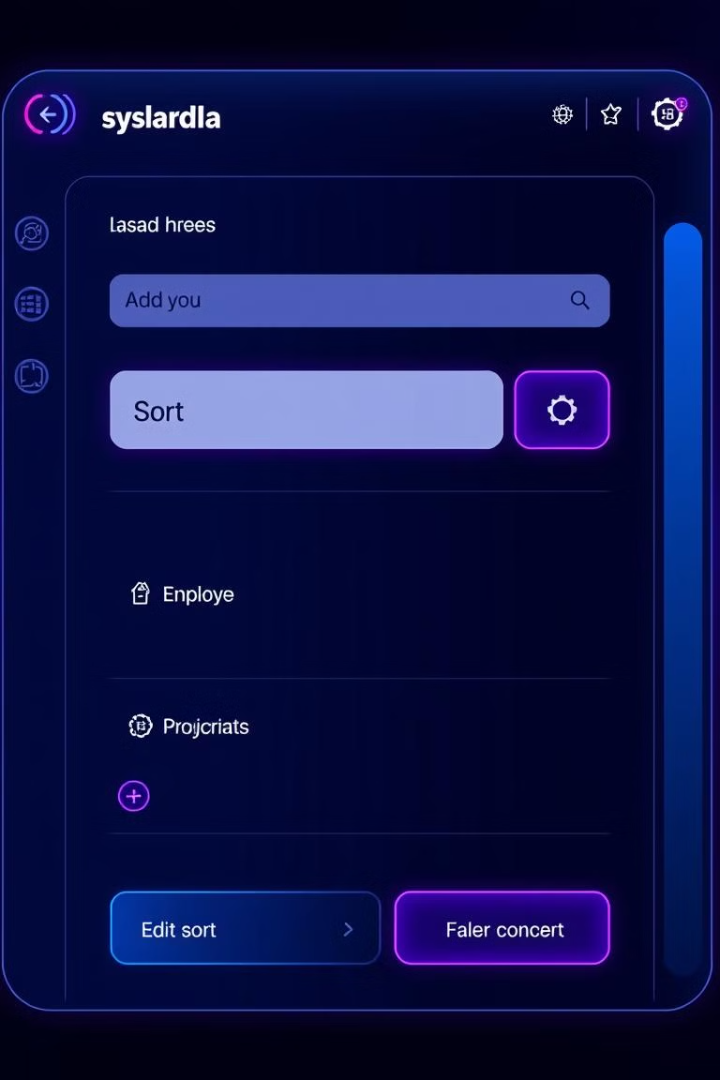 syslardla
Lasad hrees
Add you
Sort
Enploye
Projcriats
Edit sort
Faler concert